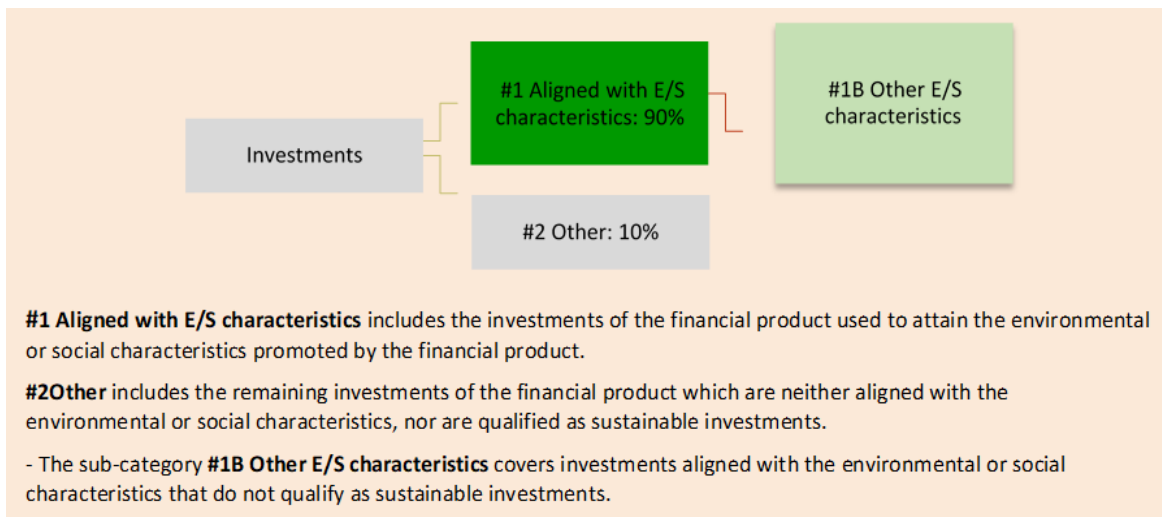 #1 Aligned with E/S
characteristics: 90%
#1B Other E/S
characteristics
Investments
#2 Other: 10%
#1 Aligned with E/S characteristics includes the investments of the financial product used to attain the environmental
or social characteristics promoted by the financial product.
#2Other includes the remaining investments of the financial product which are neither aligned with the
environmental or social characteristics, nor are qualified as sustainable investments.
- The sub-category #1B Other E/S characteristics covers investments aligned with the environmental or social
characteristics that do not qualify as sustainable investments.